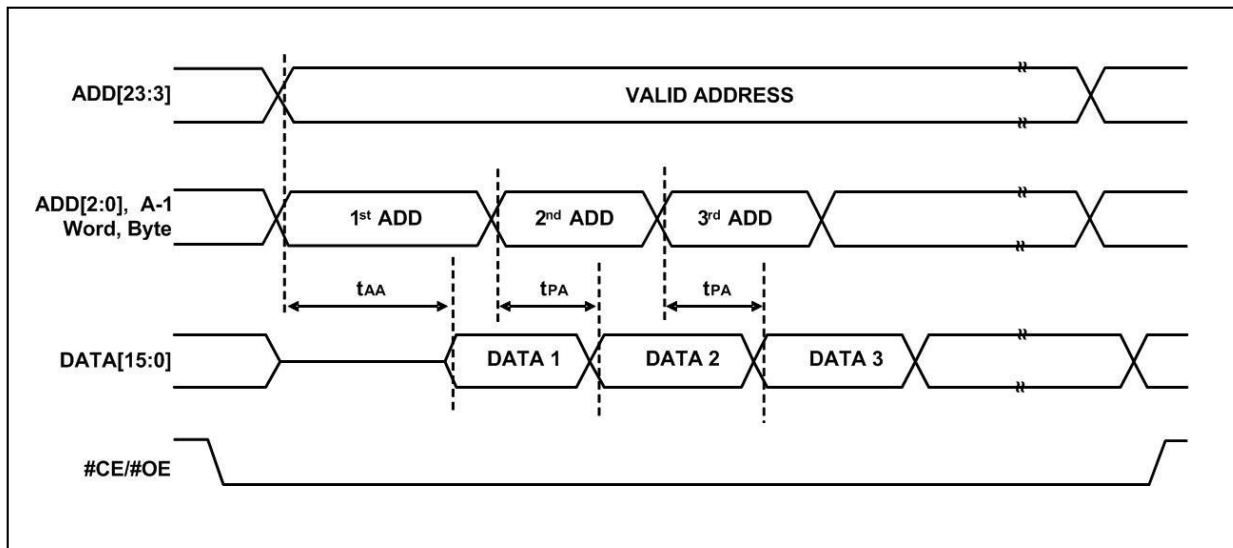 ADD[23:3]
VALID ADDRESS
ADD[2:0], A-1
Word, Byte
1st ADD
2nd ADD
3rd ADD
tAA
tPA
tPA
DATA[15:0]
DATA 1
DATA 2
DATA 3
#CE/#OE